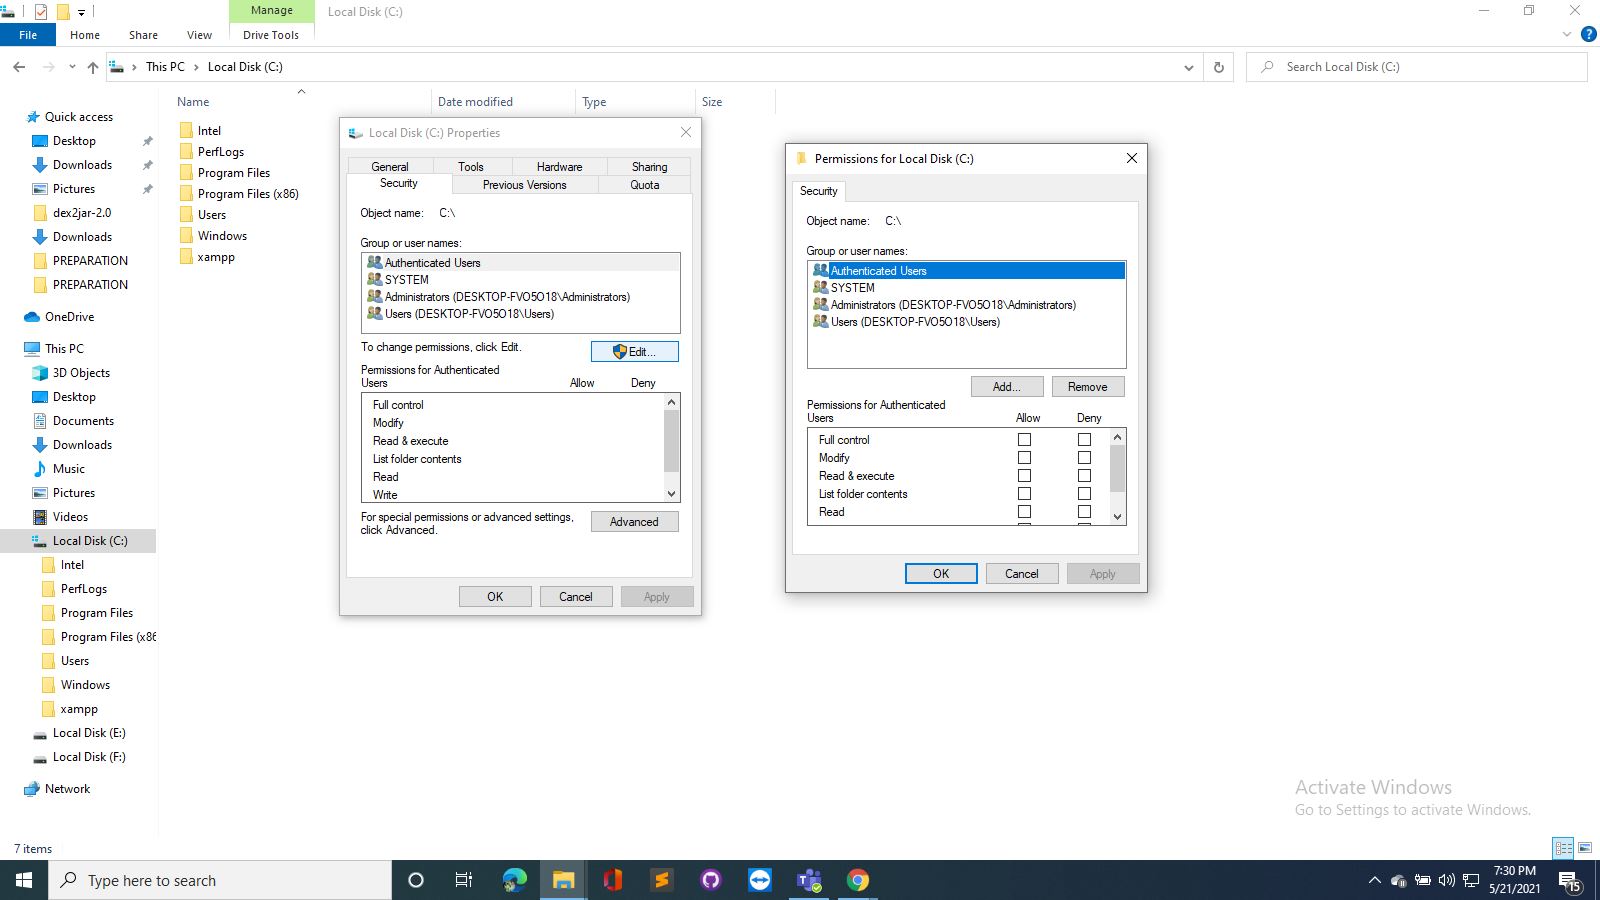 Manage
Local Disk (C:)
File
Home
Share
View
Drive Tools
This PC
Local Disk (C:)
Search Local Disk (C:)
Name
Date modified
Type
Size
Quick access
Desktop
Downloads
Pictures
dex2jar-2.0
Downloads
PREPARATION
PREPARATION
OneDrive
This PC
3D Objects
Desktop
Documents
Downloads
Music
Pictures
Videos
Local Disk (C:)
Intel
PerfLogs
Program Files
Program Files (x86
Users
Windows
xampp
Local Disk (E:)
Local Disk (F:)
Network
Intel
PerfLogs
Program Files
Program Files (x86)
Users
Windows
xampp
Local Disk (C:) Properties
General
Tools
Hardware
Sharing
Security
Previous Versions
Quota
Object name: C:\
Group or user names:
Authenticated Users
SYSTEM
Administrators (DESKTOP-FVO5O18\Administrators)
Users (DESKTOP-FVO5O18\Users)
To change permissions, click Edit.
Edit...
Permissions for Authenticated
Users
Allow
Deny
Full control
Modify
Read & execute
List folder contents
Read
Write
For special permissions or advanced settings,
click Advanced.
Advanced
OK
Cancel
Apply
Permissions for Local Disk (C:)
Security
Object name: C:\
Group or user names:
Authenticated Users
SYSTEM
Administrators (DESKTOP-FVO5O18\Administrators)
Users (DESKTOP-FVO5O18\Users)
Add...
Remove
Permissions for Authenticated
Users
Allow
Deny
Full control
Modify
Read & execute
List folder contents
Read
OK
Cancel
Apply
Activate Windows
Go to Settings to activate Windows.
7 items
Type here to search
7:30 PM
5/21/2021
15